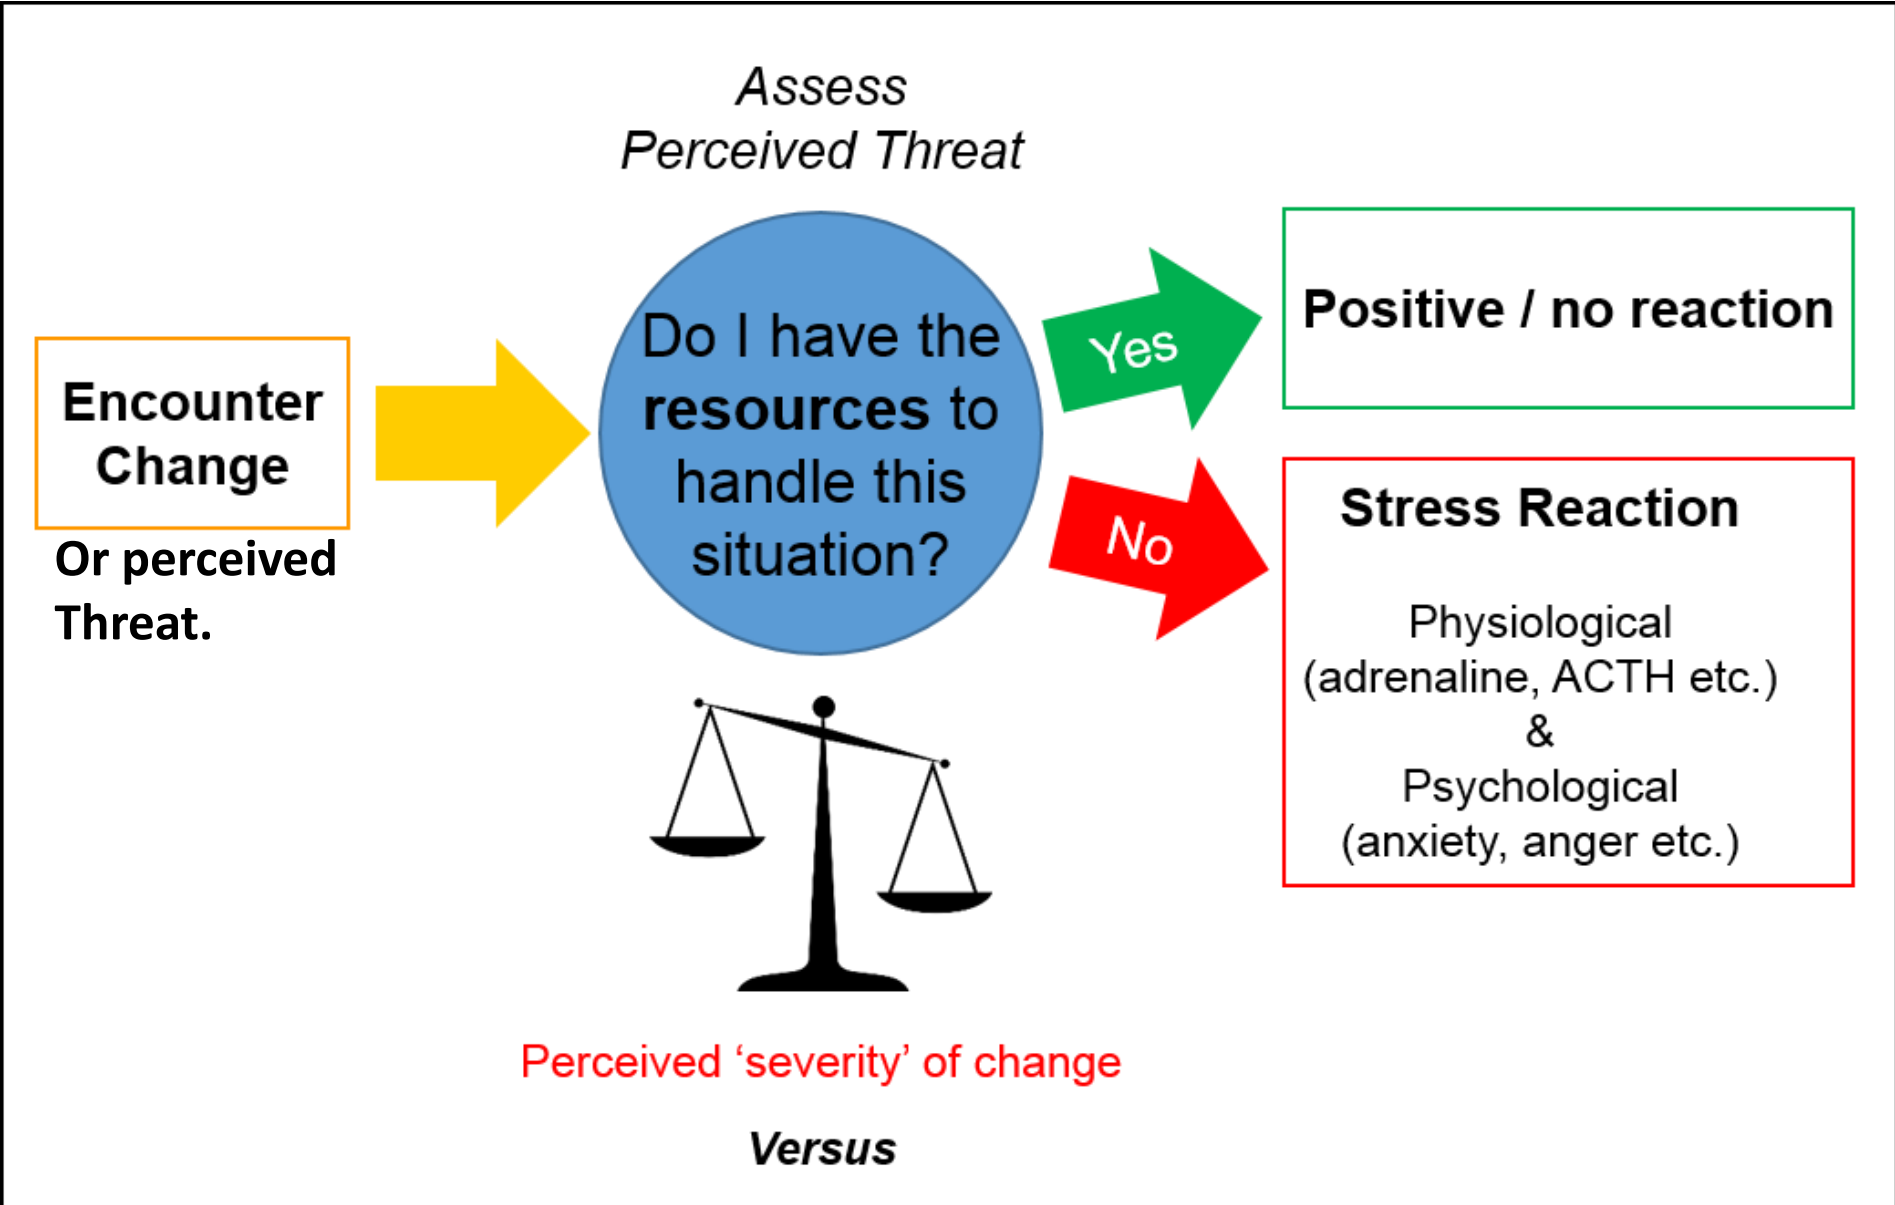 Assess
Perceived Threat
Encounter
Change
Or perceived
Threat.
Do I have the
resources to
handle this
situation?
Yes
Positive / no reaction
No
Stress Reaction
Physiological
(adrenaline, ACTH etc.)
&
Psychological
(anxiety, anger etc.)
Perceived ‘severity’ of change
Versus